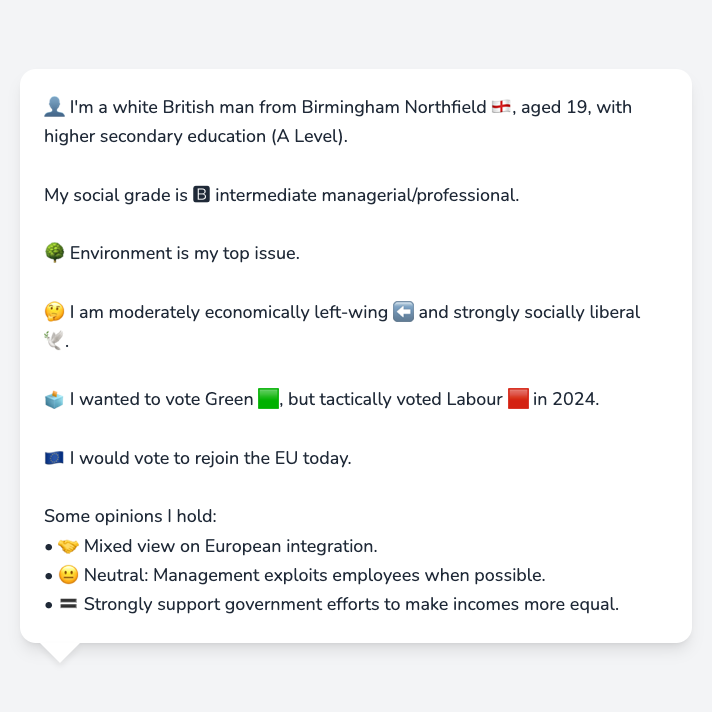 👤 I'm a white British man from Birmingham Northfield 🏴󠁧󠁢󠁥󠁮󠁧󠁿, aged 19, with
higher secondary education (A Level).
My social grade is 🅱 intermediate managerial/professional.
🌳 Environment is my top issue.
🤔 I am moderately economically left-wing ⬅️ and strongly socially liberal
🕊️.
🗳️ I wanted to vote Green 🟩, but tactically voted Labour 🟥 in 2024.
🇪🇺 I would vote to rejoin the EU today.
Some opinions I hold:
• 🤝 Mixed view on European integration.
• 😐 Neutral: Management exploits employees when possible.
• 🟰 Strongly support government efforts to make incomes more equal.